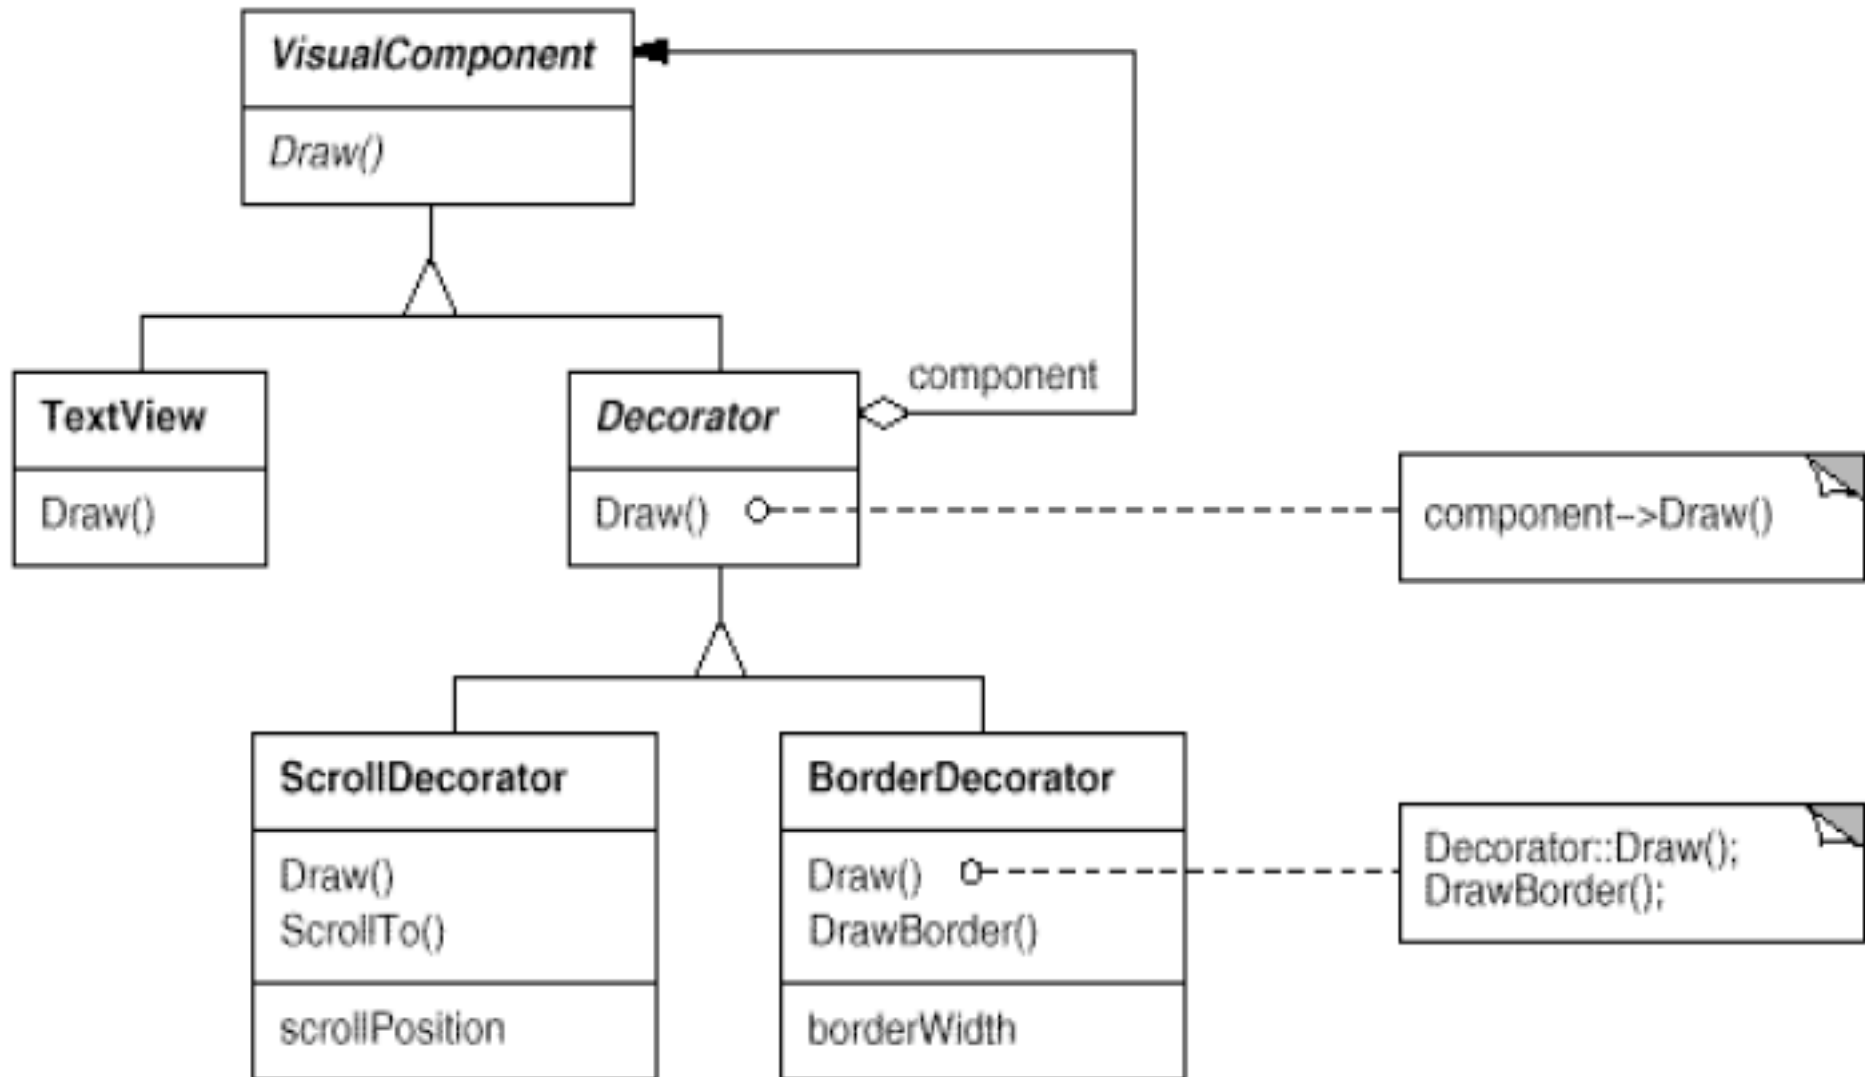 VisualComponent
Draw()
component
TextView
Draw()
Decorator
Draw()
component->Draw()
ScrollDecorator
Draw()
ScrollTo()
scrollPosition
BorderDecorator
Draw()
DrawBorder()
borderWidth
Decorator::Draw();
DrawBorder();